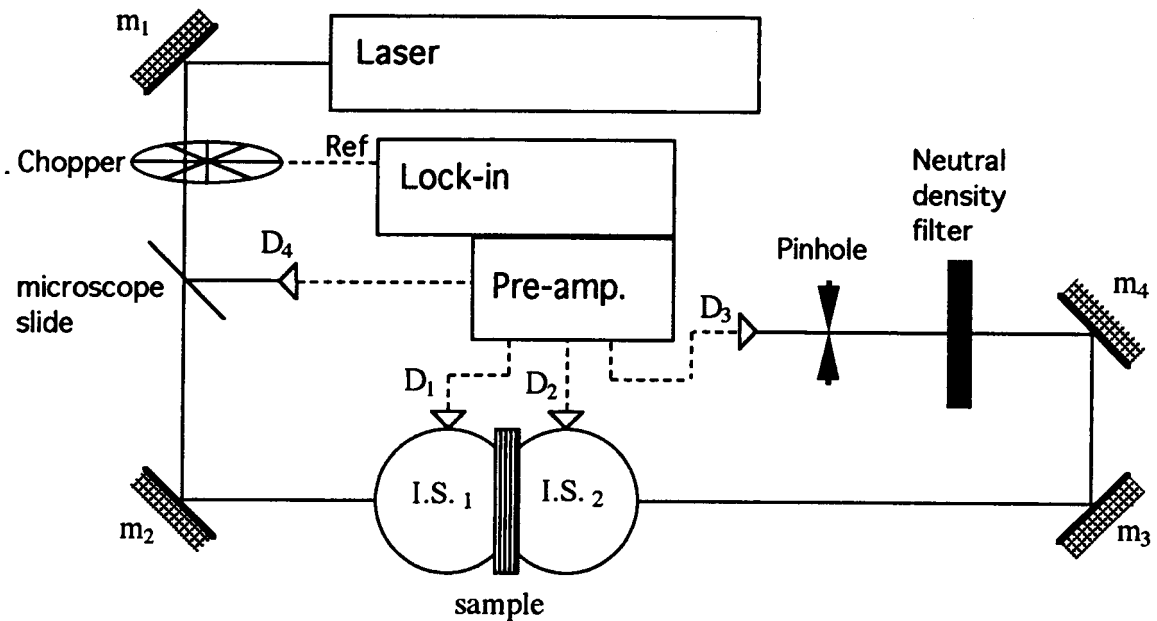 m₁
Laser
. Chopper
Ref
Lock-in
Neutral
density
filter
D₄
Pinhole
microscope
slide
Pre-amp.
m₄
D₃
D₁
D₂
I.S. ₁
I.S. ₂
m₂
m₃
sample